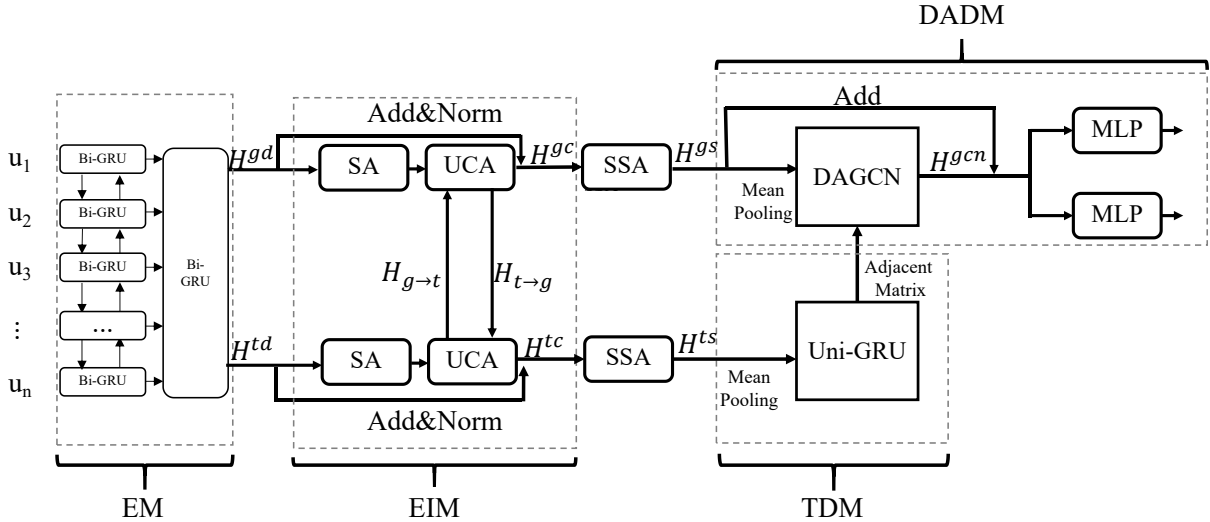 DADM
Add&Norm
Add
u1
Bi-GRU
H^{gd}
SA
UCA
H^{gc}
SSA
H^{gs}
DAGCN
H^{gcn}
MLP
Mean
Pooling
u2
Bi-GRU
MLP
u3
Bi-GRU
Bi-
GRU
H_{g→t}
H_{t→g}
Adjacent
Matrix
⋮
...
H^{td}
SA
UCA
H^{tc}
SSA
H^{ts}
Uni-GRU
un
Bi-GRU
Mean
Pooling
Add&Norm
EM
EIM
TDM